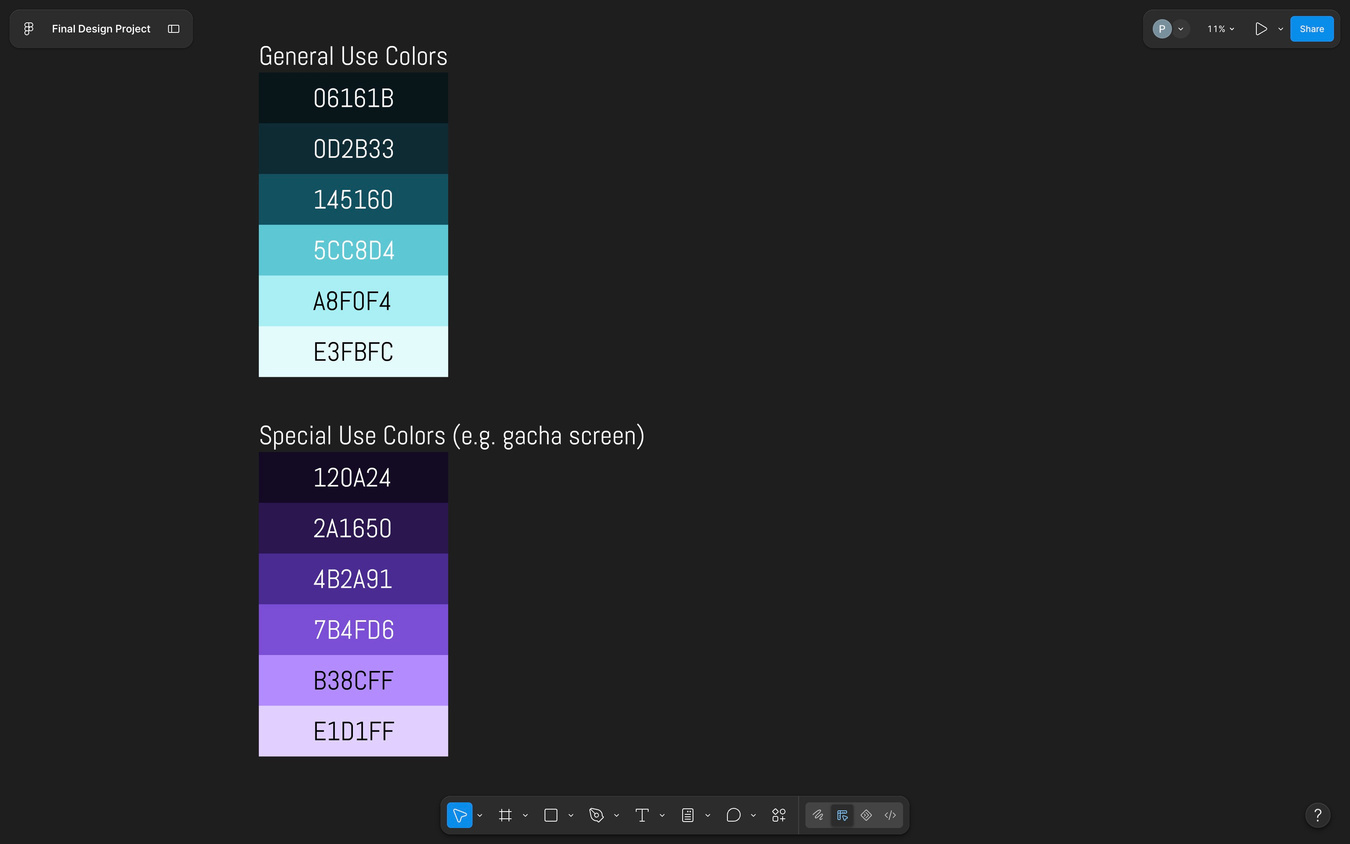 Final Design Project
P
11%
Share
General Use Colors
06161B
0D2B33
145160
5CC8D4
A8F0F4
E3FBFC
Special Use Colors (e.g. gacha screen)
120A24
2A1650
4B2A91
7B4FD6
B38CFF
E1D1FF
?